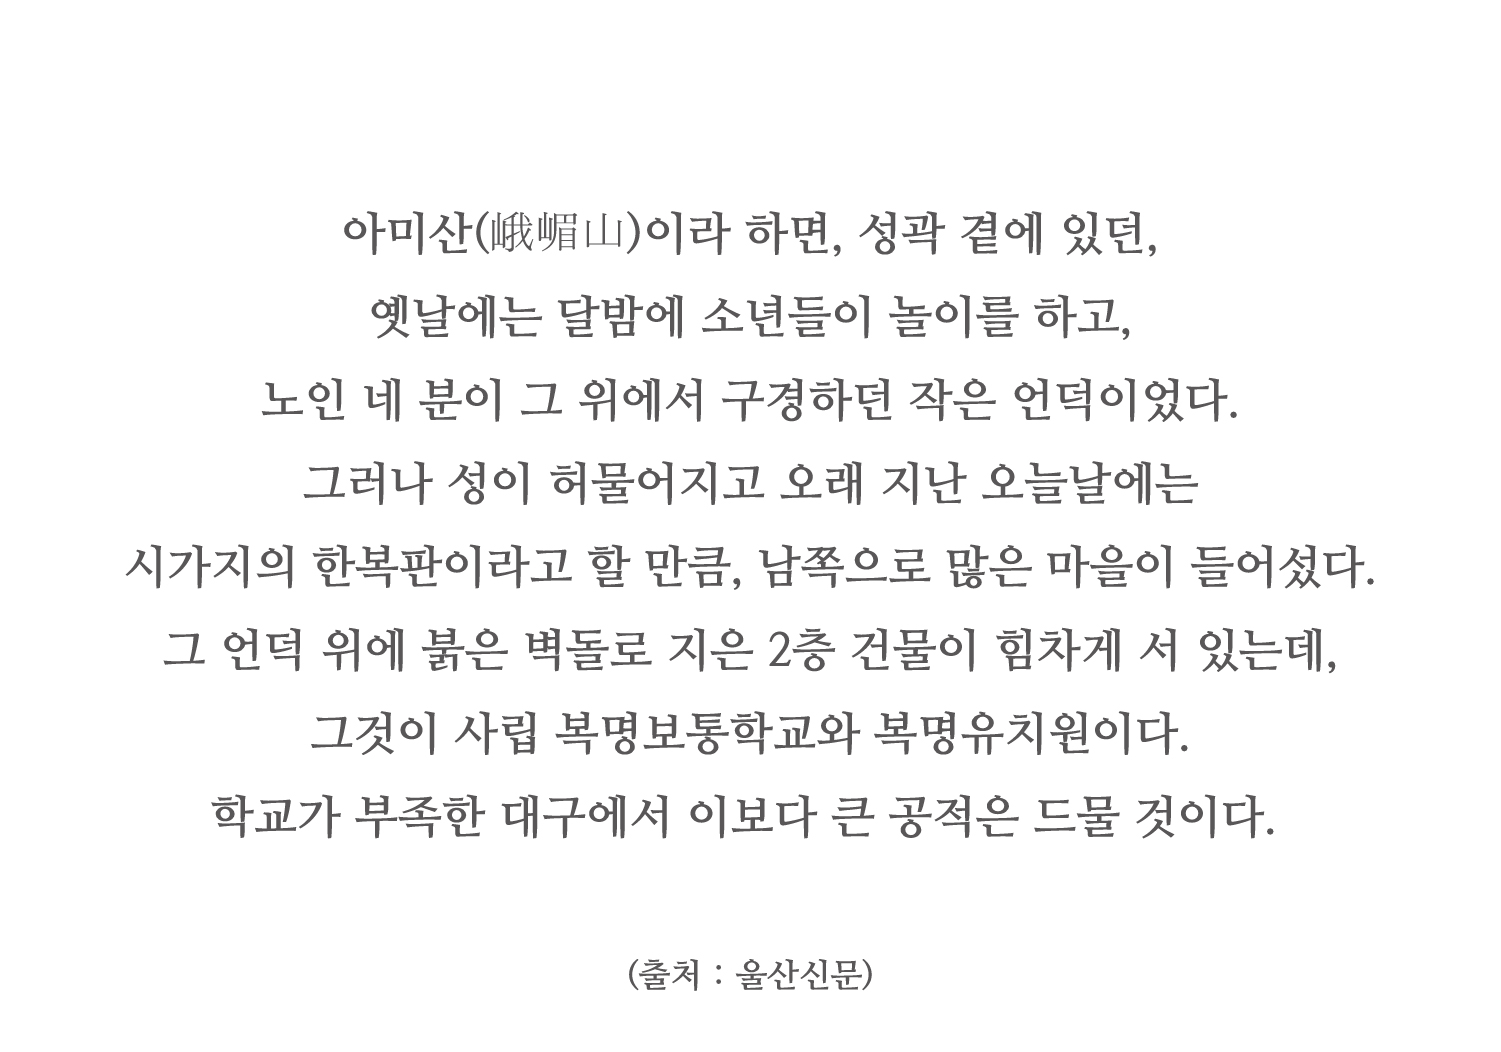 아미산(峨嵋山)이라 하면, 성곽 곁에 있던,
옛날에는 달밤에 소년들이 놀이를 하고,
노인 네 분이 그 위에서 구경하던 작은 언덕이었다.
그러나 성이 허물어지고 오래 지난 오늘날에는
시가지의 한복판이라고 할 만큼, 남쪽으로 많은 마을이 들어섰다.
그 언덕 위에 붉은 벽돌로 지은 2층 건물이 힘차게 서 있는데,
그것이 사립 복명보통학교와 복명유치원이다.
학교가 부족한 대구에서 이보다 큰 공적은 드물 것이다.
(출처 : 울산신문)